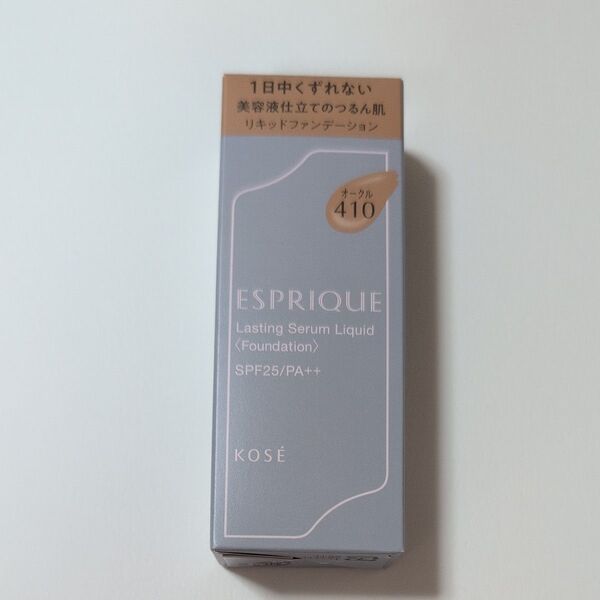 1日中くずれない
美容液仕立てのつるん肌
リキッドファンデーション
オークル
410
ESPRIQUE
Lasting Serum Liquid
〈Foundation〉
SPF25/PA++
KOSÉ